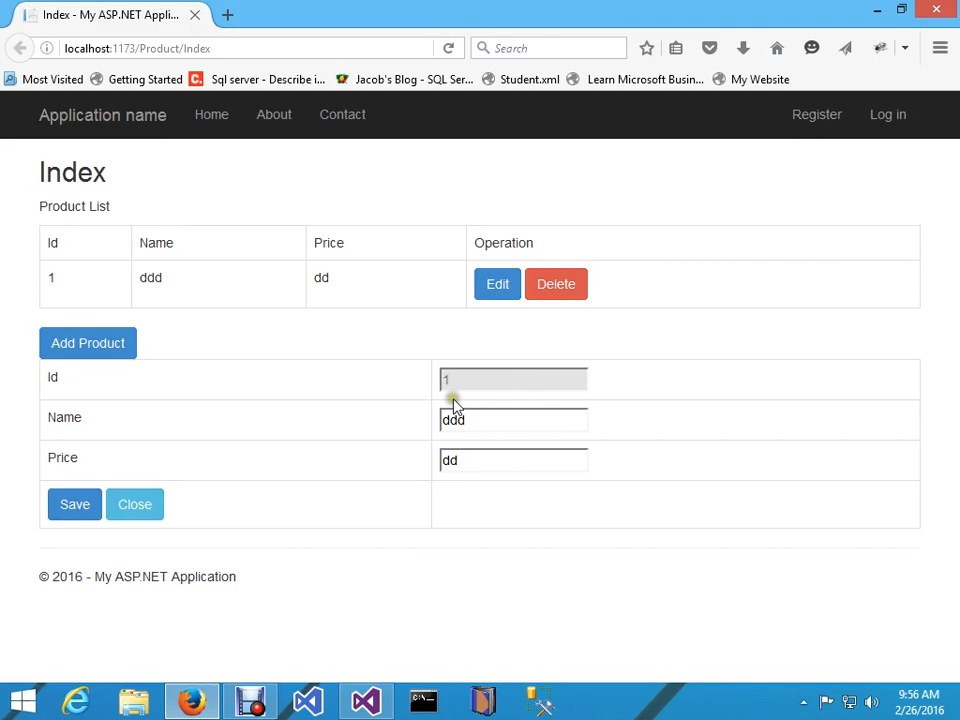 Index - My ASP.NET Appli...
localhost:1173/Product/Index
Search
Most Visited Getting Started Sql server - Describe i... Jacob's Blog - SQL Ser... Student.xml Learn Microsoft Busin... My Website
Application name Home About Contact Register Log in
Index
Product List
Id Name Price Operation
1 ddd dd Edit Delete
Add Product
Id 1
Name ddd
Price dd
Save Close
© 2016 - My ASP.NET Application
9:56 AM
2/26/2016